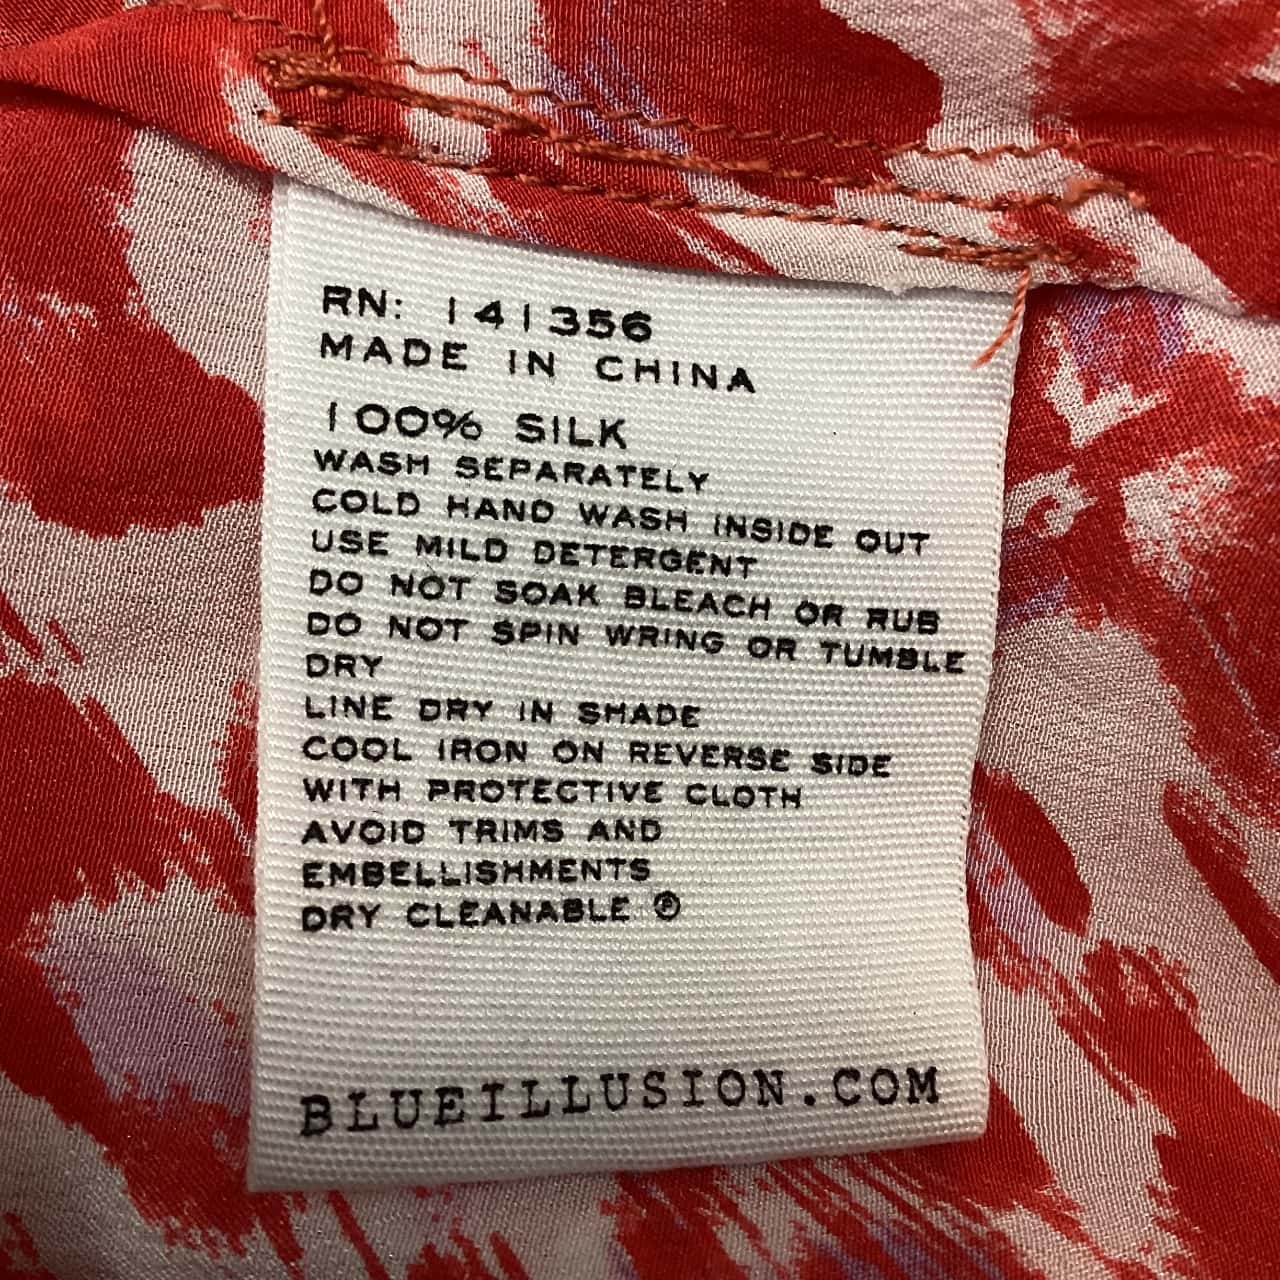 RN: 141356
MADE IN CHINA
100% SILK
WASH SEPARATELY
COLD HAND WASH INSIDE OUT
USE MILD DETERGENT
DO NOT SOAK BLEACH OR RUB
DO NOT SPIN WRING OR TUMBLE
DRY
LINE DRY IN SHADE
COOL IRON ON REVERSE SIDE
WITH PROTECTIVE CLOTH
AVOID TRIMS AND
EMBELLISHMENTS
DRY CLEANABLE Ⓟ
BLUEILLUSION.COM